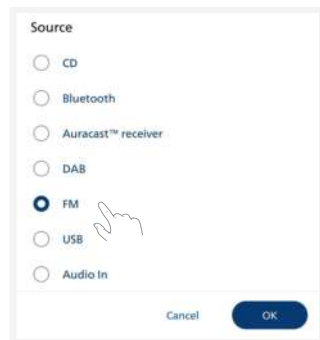 Source
CD
Bluetooth
Auracast™ receiver
DAB
FM
USB
Audio In
Cancel OK